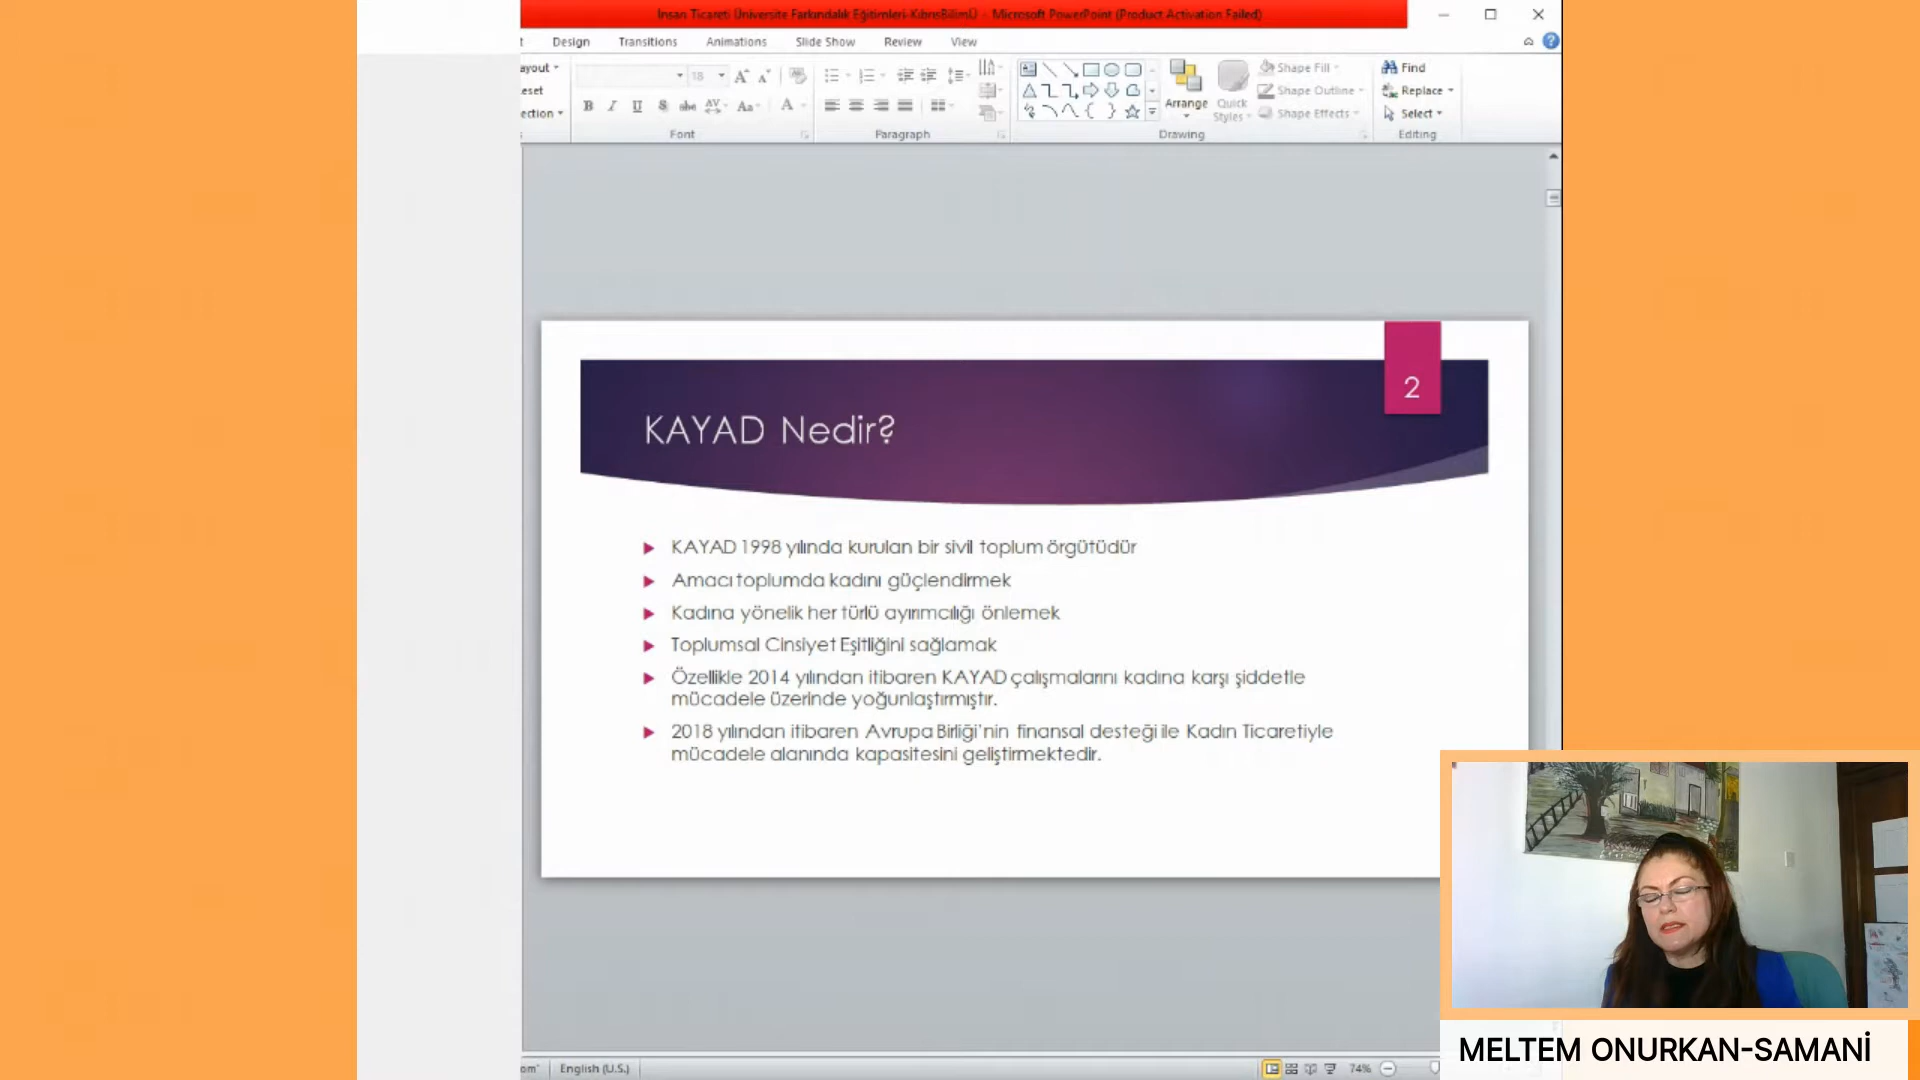 İnsan Ticareti Üniversite Farkındalık Eğitimleri-KıbrısBilimÜ - Microsoft PowerPoint (Product Activation Failed)
t Design Transitions Animations Slide Show Review View
ayout
eset
ection
18
Font
Paragraph
Arrange
Quick
Styles
Shape Fill
Shape Outline
Shape Effects
Drawing
Find
Replace
Select
Editing
2
KAYAD Nedir?
KAYAD 1998 yılında kurulan bir sivil toplum örgütüdür
Amacı toplumda kadını güçlendirmek
Kadına yönelik her türlü ayırımcılığı önlemek
Toplumsal Cinsiyet Eşitliğini sağlamak
Özellikle 2014 yılından itibaren KAYAD çalışmalarını kadına karşı şiddetle
mücadele üzerinde yoğunlaştırmıştır.
2018 yılından itibaren Avrupa Birliği'nin finansal desteği ile Kadın Ticaretiyle
mücadele alanında kapasitesini geliştirmektedir.
MELTEM ONURKAN-SAMANİ
om" English (U.S.) 74%